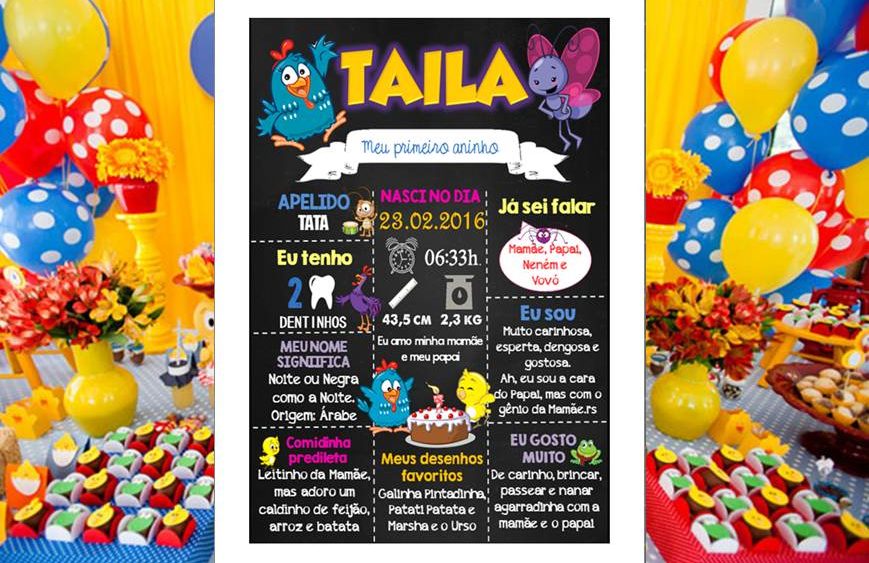 TAILA
Meu primeiro aninho
APELIDO
TATA
Eu tenho
2
DENTINHOS
MEU NOME
SIGNIIFICA
Noite ou Negra
como a Noite.
Origem: Árabe
Comidinha
predileta
Leitinho da Mamãe,
mas adoro um
caldinho de feijão,
arroz e batata
NASCI NO DIA
23.02.2016
06:33h.
43,5 CM
2,3 KG
Eu amo minha mamãe
e meu papai
Meus desenhos
favoritos
Galinha Pintadinha,
Patati Patata e
Marsha e o Urso
Já sei falar
Mamãe, Papai,
Neném e
Vovó
Eu sou
Muito carinhosa,
esperta, dengosa e
gostosa.
Ah, eu sou a cara
do Papai, mas com o
gênio da Mamãe.rs
EU GOSTO
MUITO
De carinho, brincar,
passear e nanar
agarradinha com a
mamãe e o papai